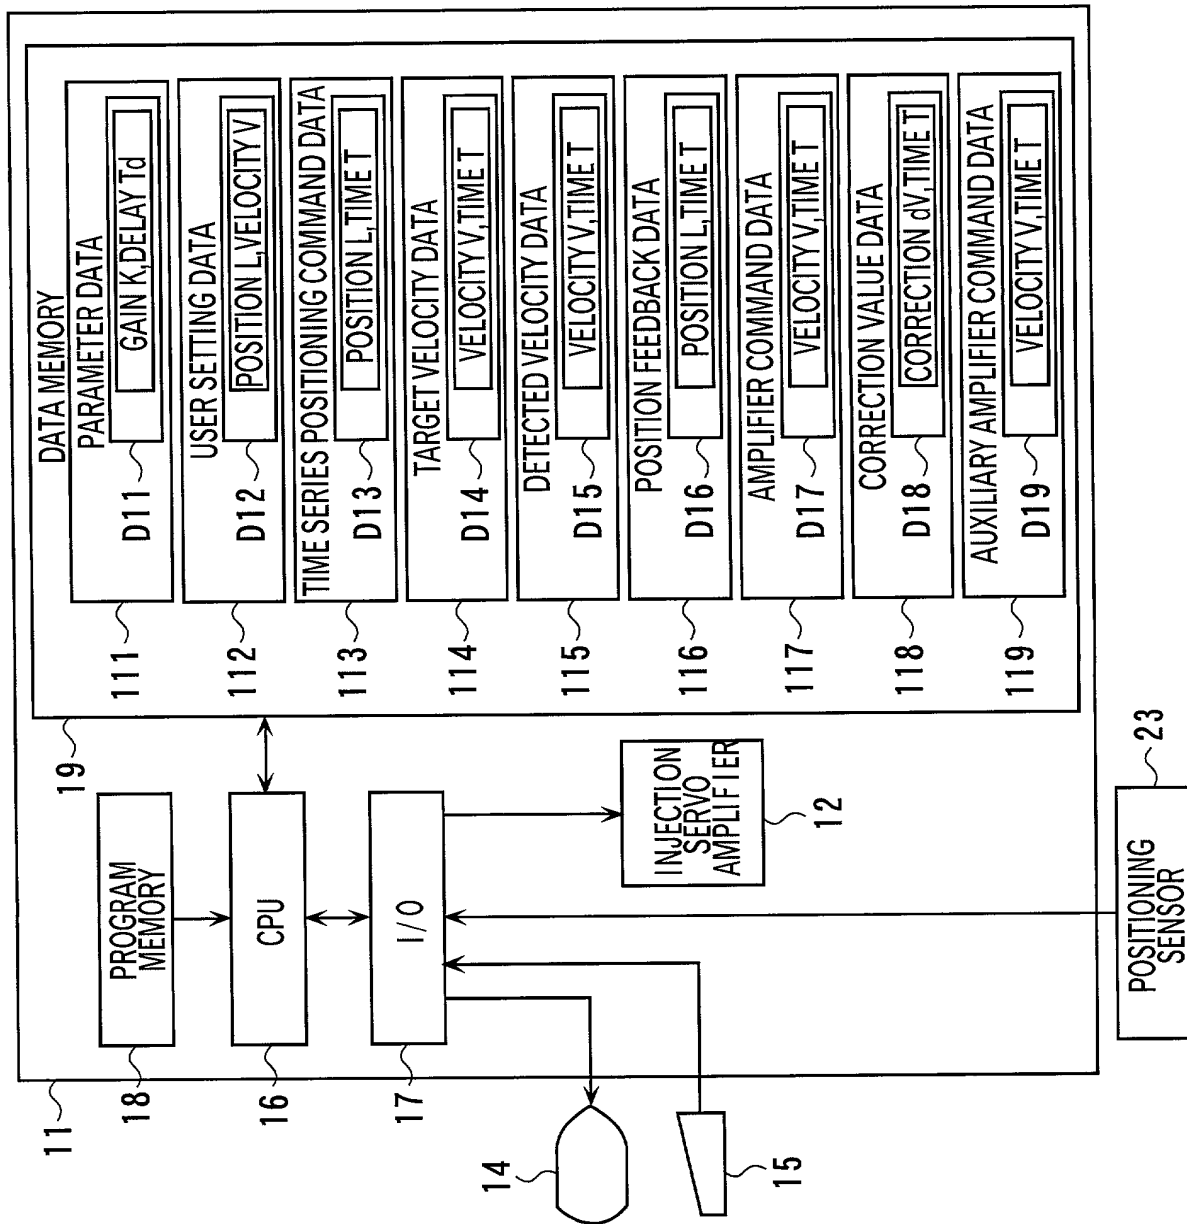 11
DATA MEMORY
19
111
PARAMETER DATA
D11
GAIN K,DELAY Td
112
USER SETTING DATA
D12
POSITION L,VELOCITY V
113
TIME SERIES POSITIONING COMMAND DATA
D13
POSITION L,TIME T
114
TARGET VELOCITY DATA
D14
VELOCITY V,TIME T
115
DETECTED VELOCITY DATA
D15
VELOCITY V,TIME T
116
POSITION FEEDBACK DATA
D16
POSITION L,TIME T
117
AMPLIFIER COMMAND DATA
D17
VELOCITY V,TIME T
118
CORRECTION VALUE DATA
D18
CORRECTION dV,TIME T
119
AUXILIARY AMPLIFIER COMMAND DATA
D19
VELOCITY V,TIME T
PROGRAM
MEMORY
18
CPU
16
I/O
17
INJECTION
SERVO
AMPLIFIER
12
14
15
POSITIONING
SENSOR
23